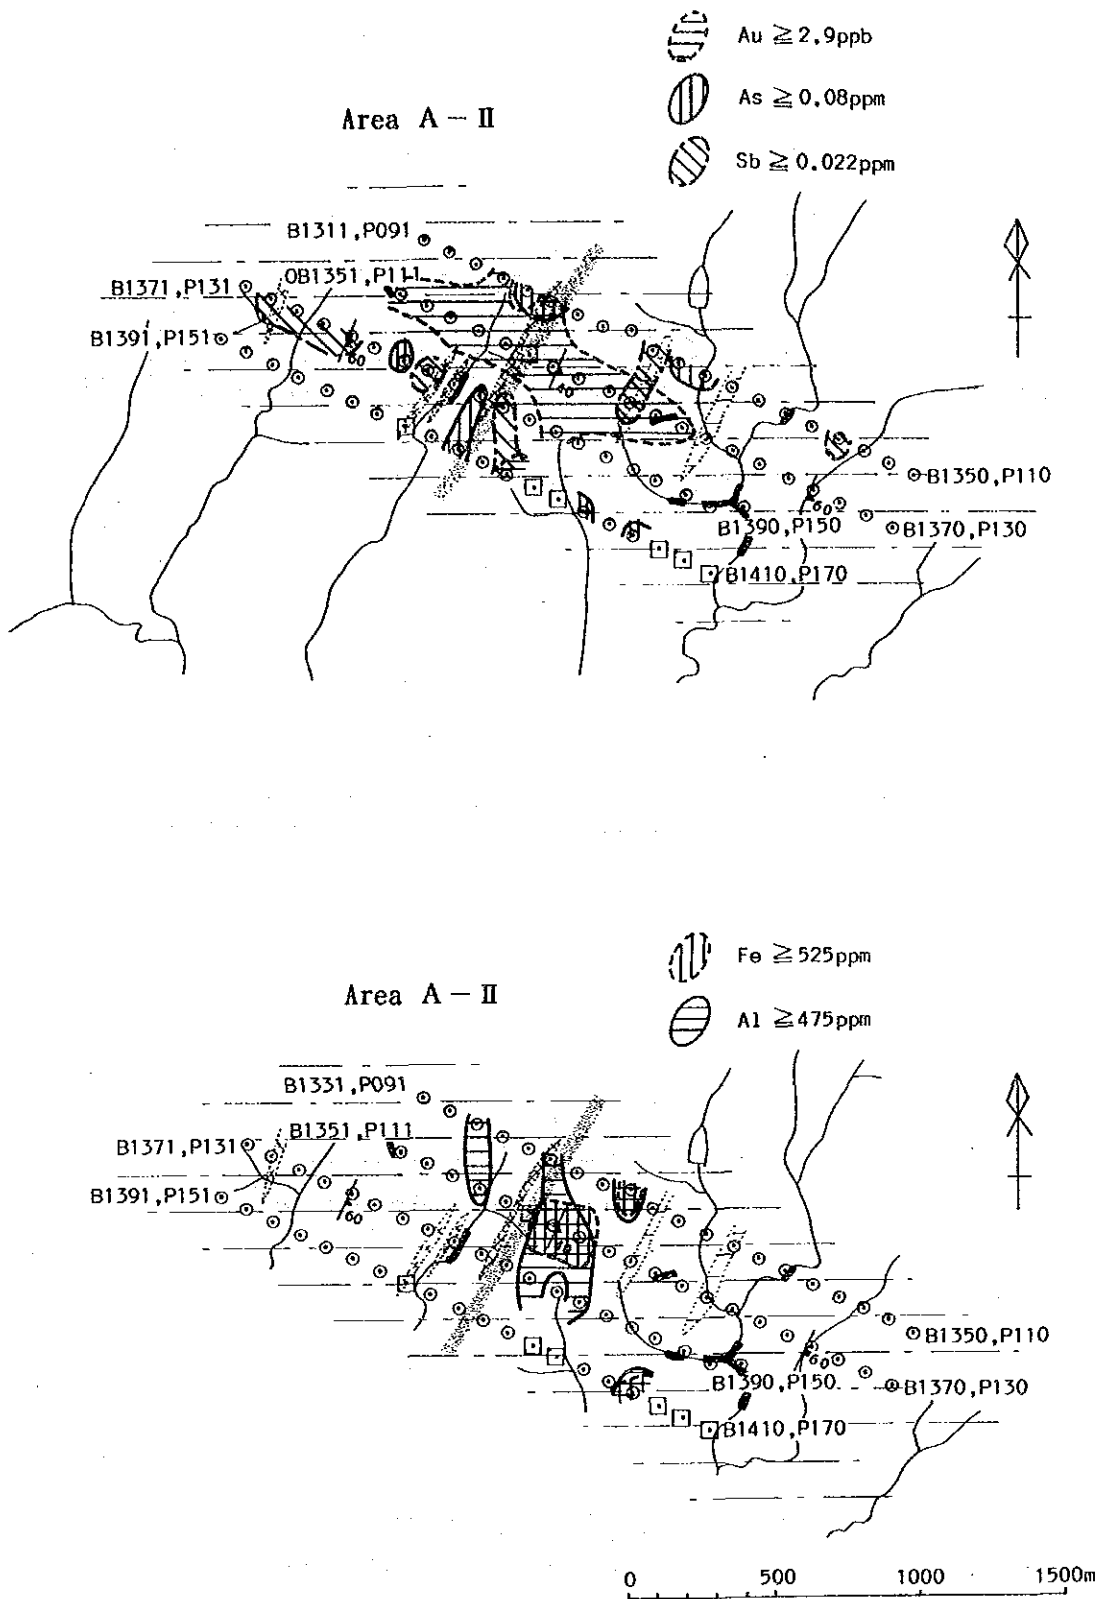 Au ≧2.9ppb
As ≧0.08ppm
Area A-II
Sb ≧0.022ppm
B1311,P091
B1371,P131
OB1351,P111
B1391,P151
60
40
B1350,P110
60
B1390,P150
B1370,P130
B1410,P170
Fe ≧525ppm
Area A-II
Al ≧475ppm
B1331,P091
B1371,P131
B1351,P111
B1391,P151
60
B1350,P110
60
B1390,P150
B1370,P130
B1410,P170
0 500 1000 1500m